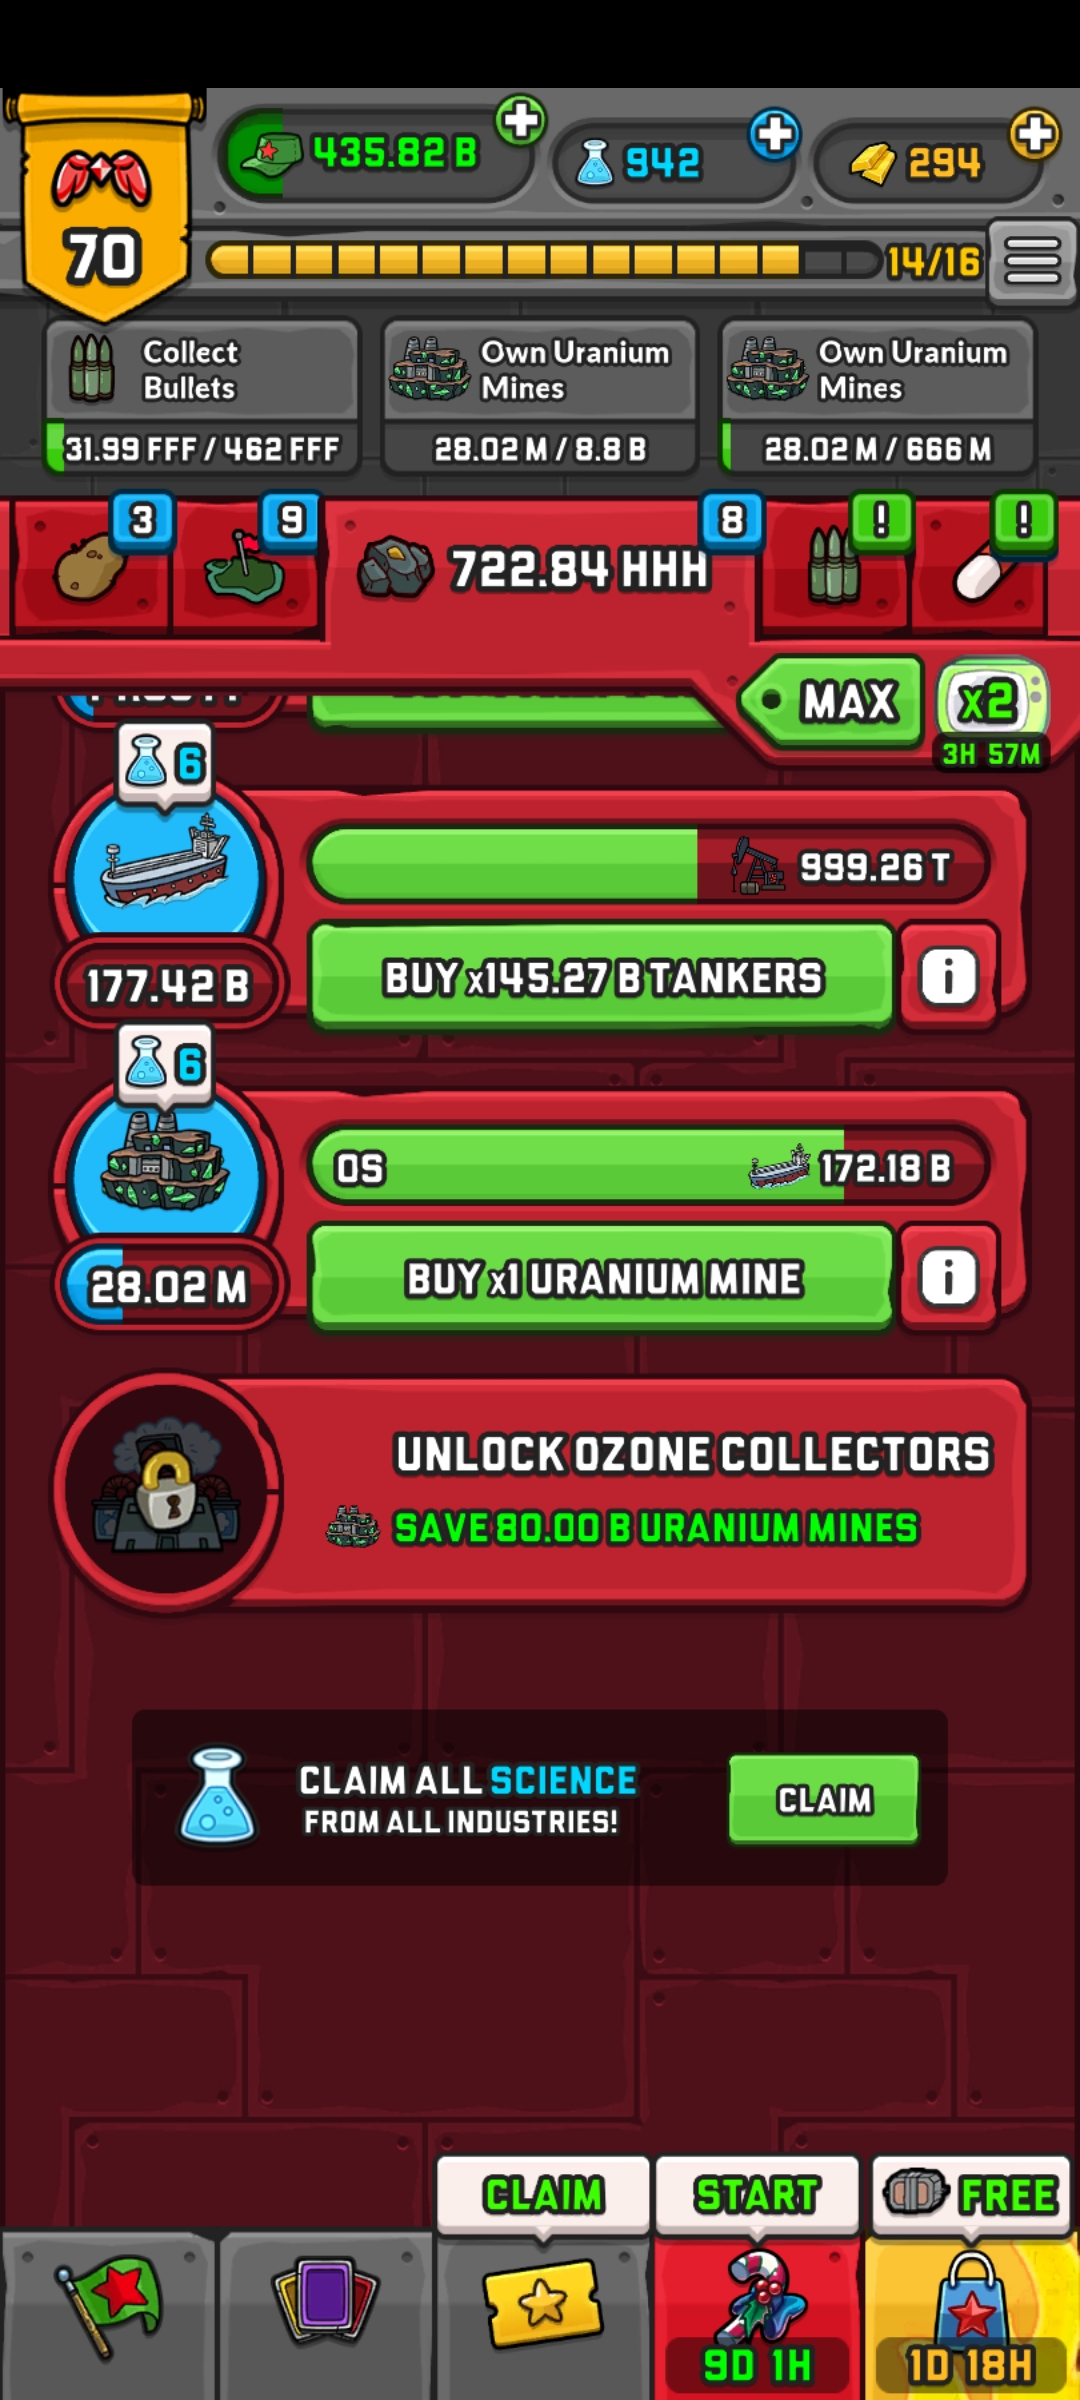 435.82 B
942
294
70
14/16
Collect
Bullets
31.99 FFF / 462 FFF
Own Uranium
Mines
28.02 M / 8.8 B
Own Uranium
Mines
28.02 M / 666 M
3
9
722.84 HHH
8
!
!
MAX
x2
3H 57M
6
999.26 T
177.42 B
BUY x145.27 B TANKERS
i
6
0S
172.18 B
28.02 M
BUY x1 URANIUM MINE
i
UNLOCK OZONE COLLECTORS
SAVE 80.00 B URANIUM MINES
CLAIM ALL SCIENCE
FROM ALL INDUSTRIES!
CLAIM
CLAIM
START
FREE
9D 1H
1D 18H